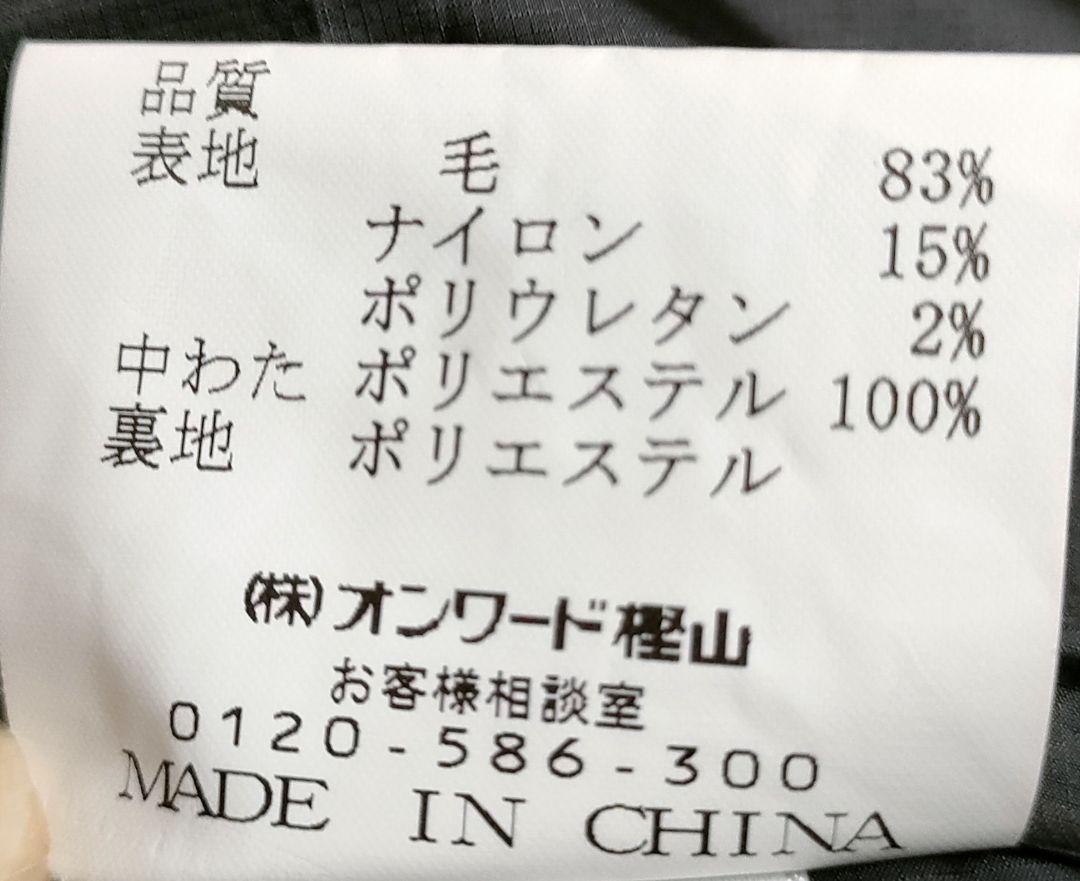 品質
表地 毛 83%
ナイロン 15%
ポリウレタン 2%
中わた ポリエステル 100%
裏地 ポリエステル
(株)オンワード樫山
お客様相談室
0120-586-300
MADE IN CHINA